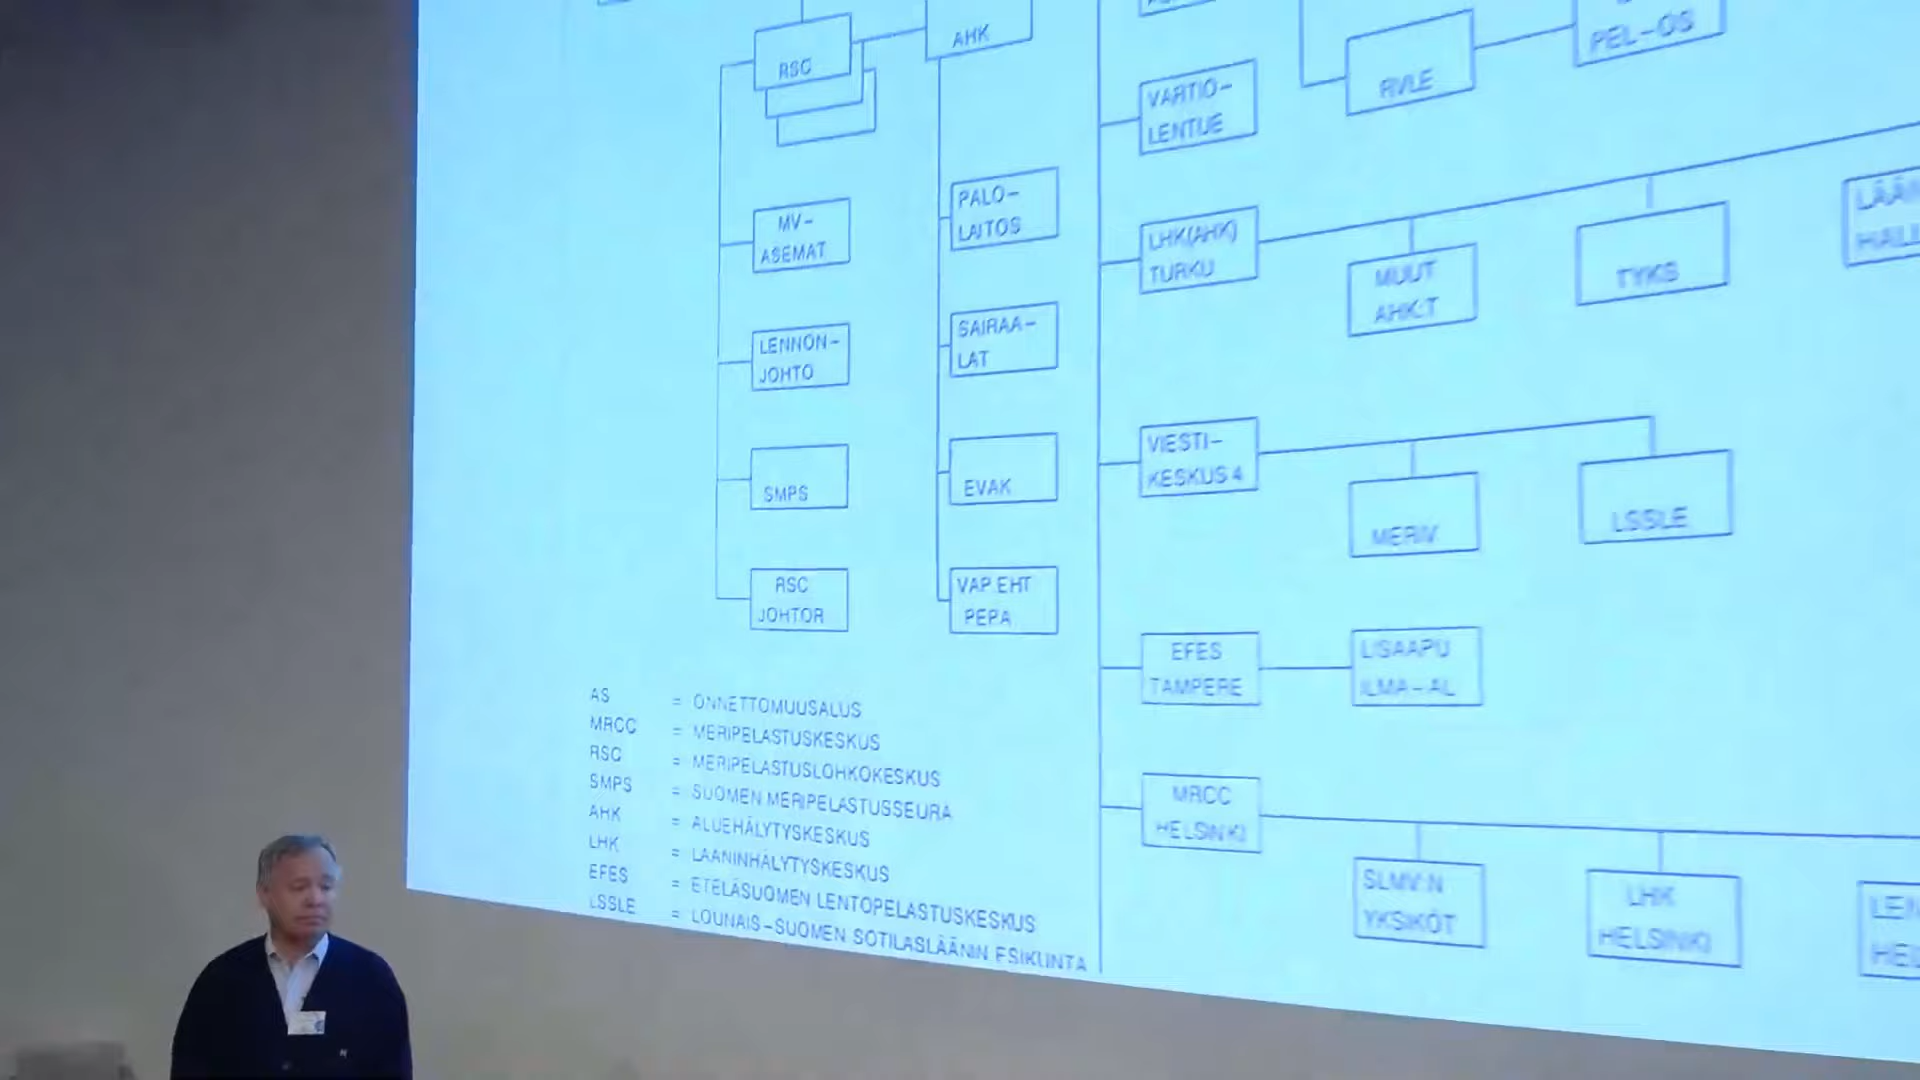 RSC
AHK
PEL-OS
RVLE
VARTIO-
LENTUE
MV-
ASEMAT
PALO-
LAITOS
LHK(AHK)
TURKU
MUUT
AHK:T
TYKS
LENNON-
JOHTO
SAIRAA-
LAT
SMPS
EVAK
VIESTI-
KESKUS 4
MERIV
LSSLE
RSC
JOHTOR
VAP.EHT
PEPA
EFES
TAMPERE
LISAAPU
ILMA-AL
MRCC
HELSINKI
SLMV:N
YKSIKÖT
LHK
HELSINKI
AS = ONNETTOMUUSALUS
MRCC = MERIPELASTUSKESKUS
RSC = MERIPELASTUSLOHKOKESKUS
SMPS = SUOMEN MERIPELASTUSSEURA
AHK = ALUEHÄLYTYSKESKUS
LHK = LÄÄNINHÄLYTYSKESKUS
EFES = ETELÄSUOMEN LENTOPELASTUSKESKUS
LSSLE = LOUNAIS-SUOMEN SOTILASLÄÄNIN ESIKUNTA